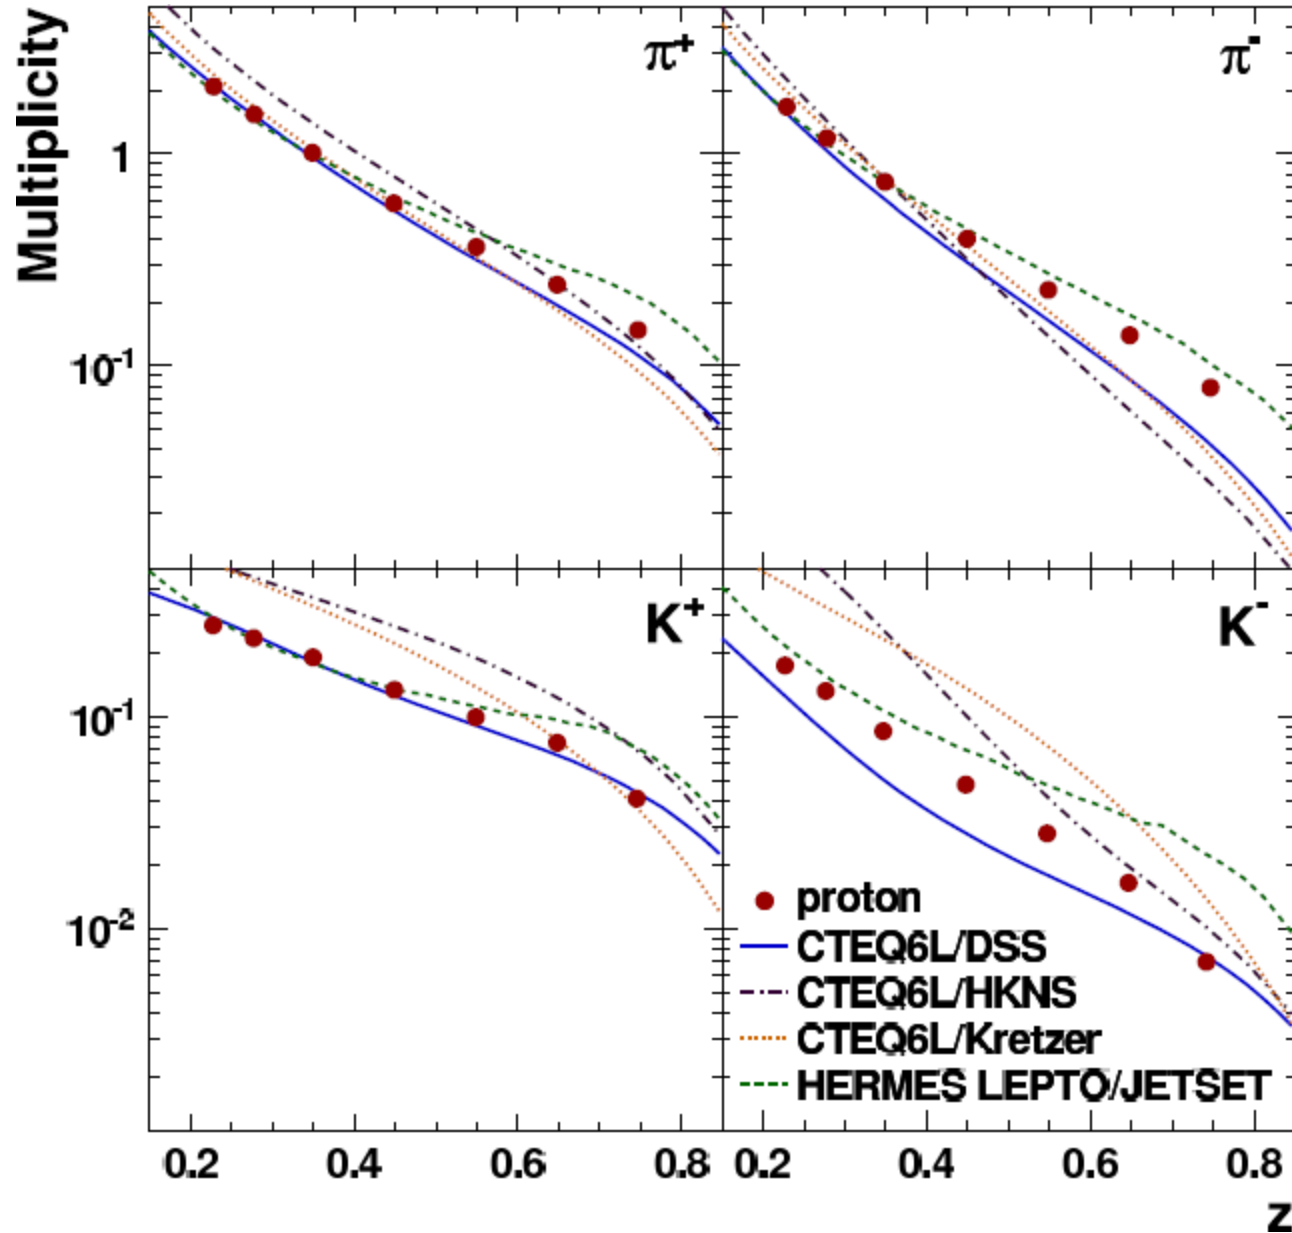 Multiplicity
π+
π-
1
10-1
K+
K-
10-1
10-2
proton
CTEQ6L/DSS
CTEQ6L/HKNS
CTEQ6L/Kretzer
HERMES LEPTO/JETSET
0.2 0.4 0.6 0.8 0.2 0.4 0.6 0.8
z